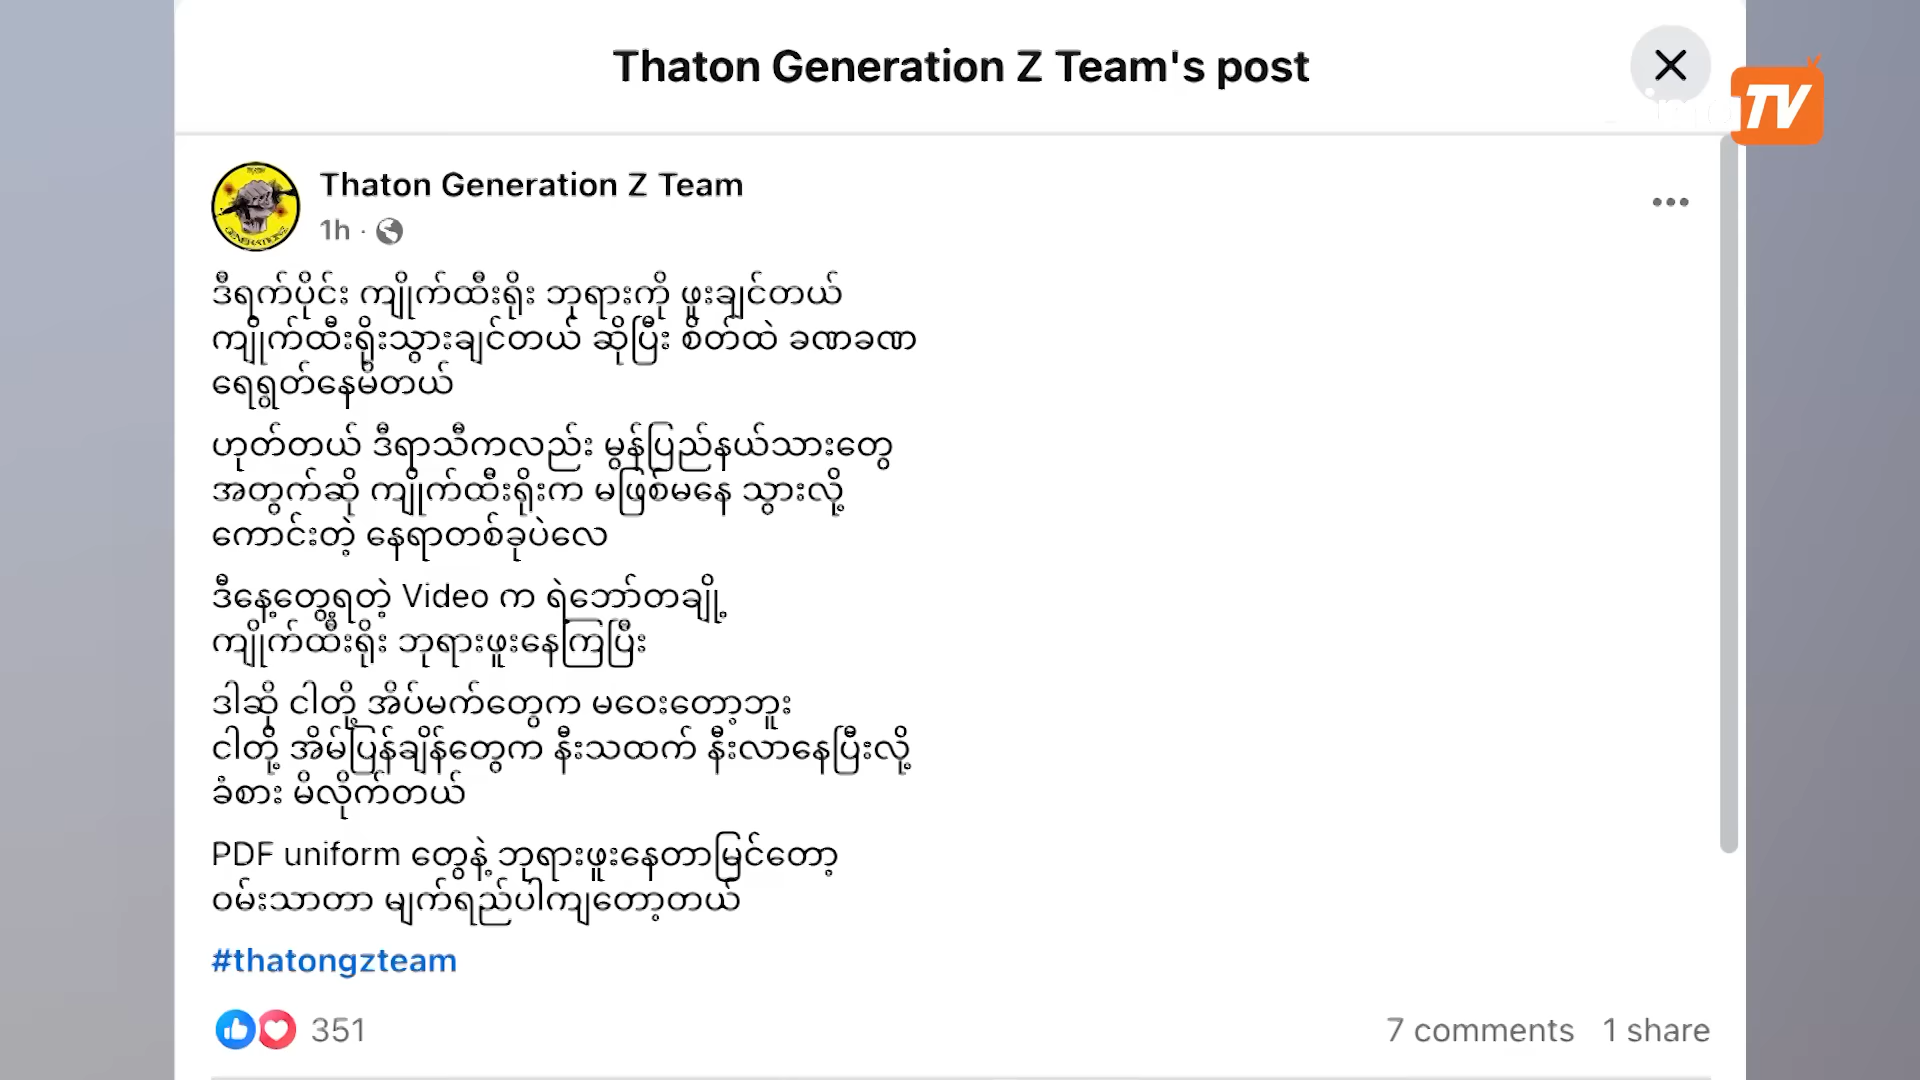 Thaton Generation Z Team's post
TV
Thaton Generation Z Team
1h ·
ဒီရက်ပိုင်း ကျိုက်ထီးရိုး ဘုရားကို ဖူးချင်တယ်
ကျိုက်ထီးရိုးသွားချင်တယ် ဆိုပြီး စိတ်ထဲ ခဏခဏ
ရေရွတ်နေမိတယ်
ဟုတ်တယ် ဒီရာသီကလည်း မွန်ပြည်နယ်သားတွေ
အတွက်ဆို ကျိုက်ထီးရိုးက မဖြစ်မနေ သွားလို့
ကောင်းတဲ့ နေရာတစ်ခုပဲလေ
ဒီနေ့တွေ့ရတဲ့ Video က ရဲဘော်တချို့
ကျိုက်ထီးရိုး ဘုရားဖူးနေကြပြီး
ဒါဆို ငါတို့ အိပ်မက်တွေက မဝေးတော့ဘူး
ငါတို့ အိမ်ပြန်ချိန်တွေက နီးသထက် နီးလာနေပြီးလို့
ခံစား မိလိုက်တယ်
PDF uniform တွေနဲ့ ဘုရားဖူးနေတာမြင်တော့
ဝမ်းသာတာ မျက်ရည်ပါကျတော့တယ်
#thatongzteam
351
7 comments 1 share